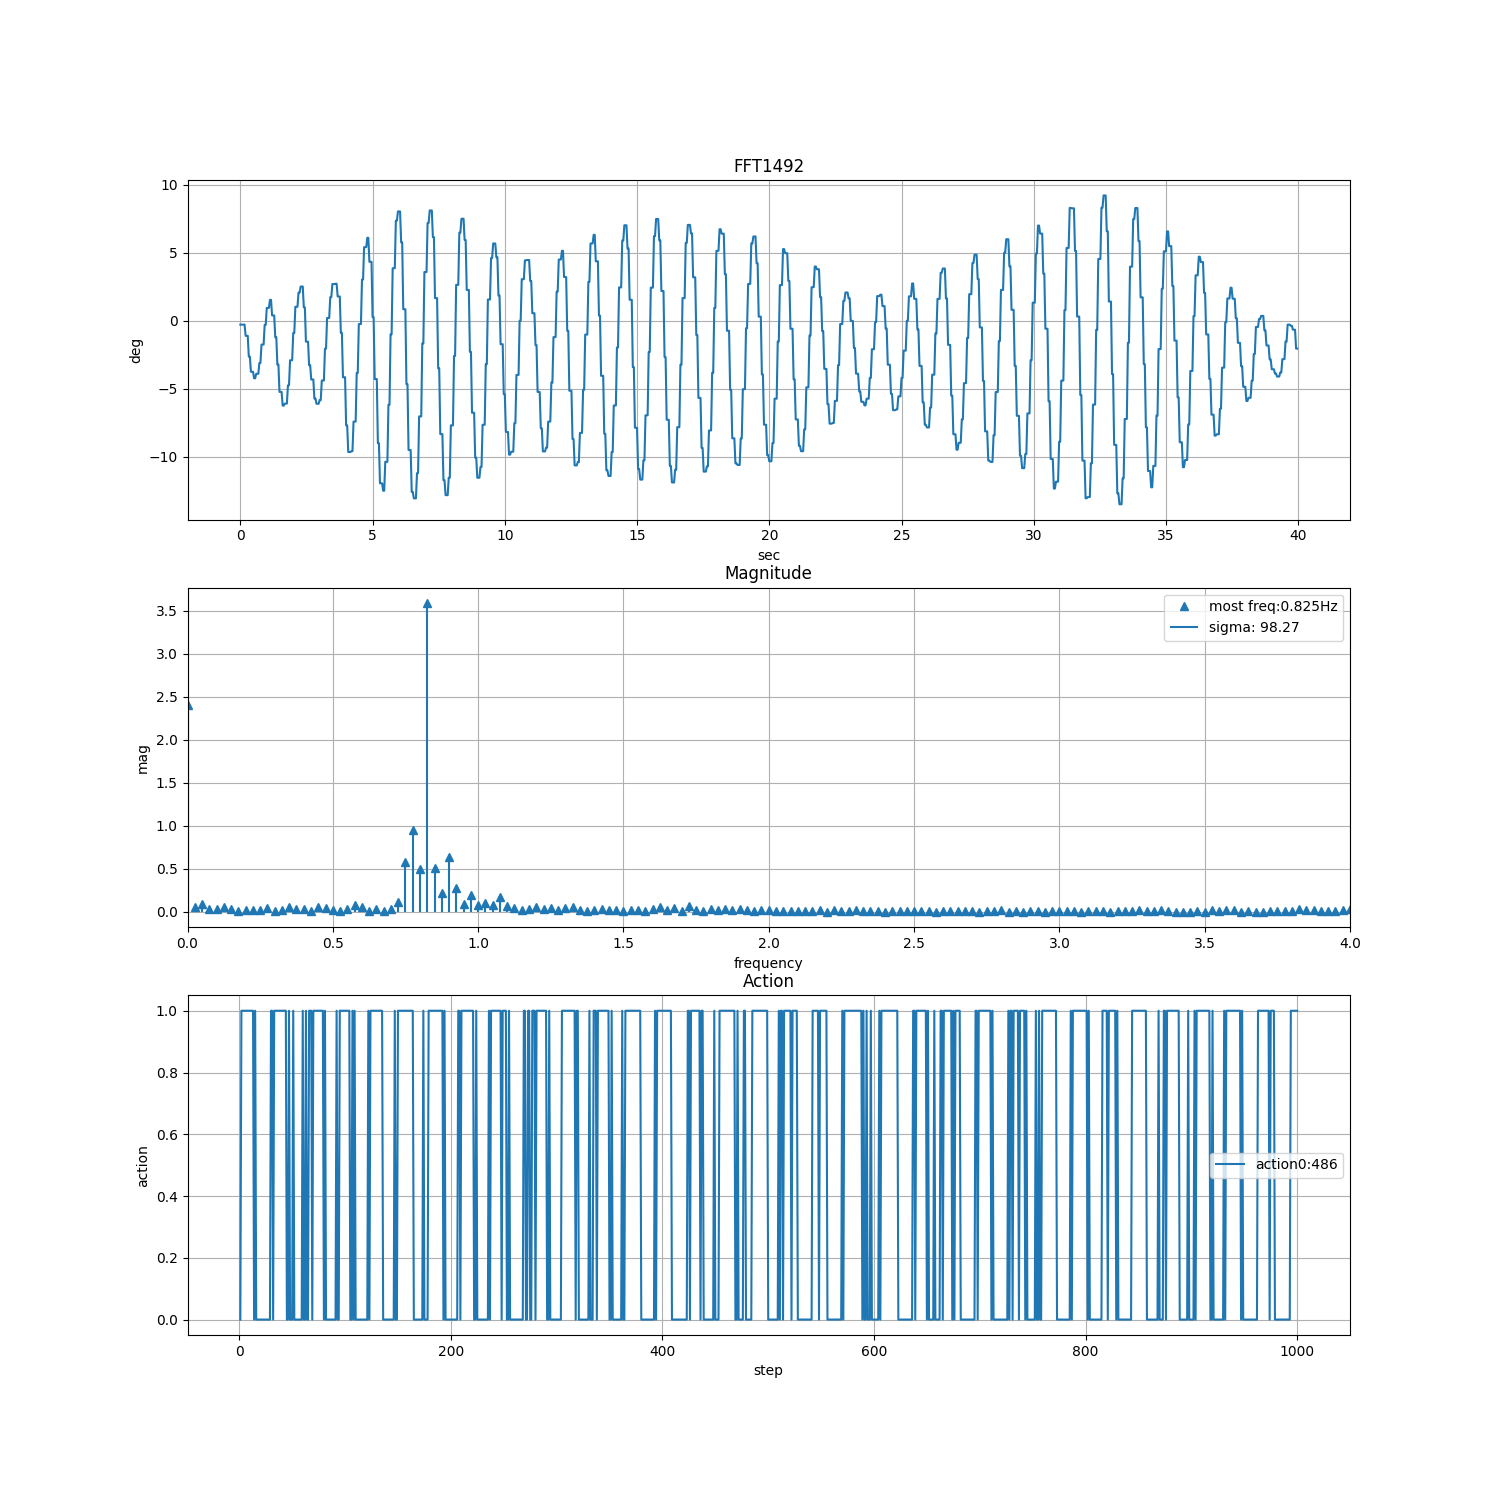 FFT1492
10
5
0
−5
−10
deg
0 5 10 15 20 25 30 35 40
sec
Magnitude
3.5
3.0
2.5
2.0
1.5
1.0
0.5
0.0
mag
most freq:0.825Hz
sigma: 98.27
0.0 0.5 1.0 1.5 2.0 2.5 3.0 3.5 4.0
frequency
Action
1.0
0.8
0.6
0.4
0.2
0.0
action
action0:486
0 200 400 600 800 1000
step